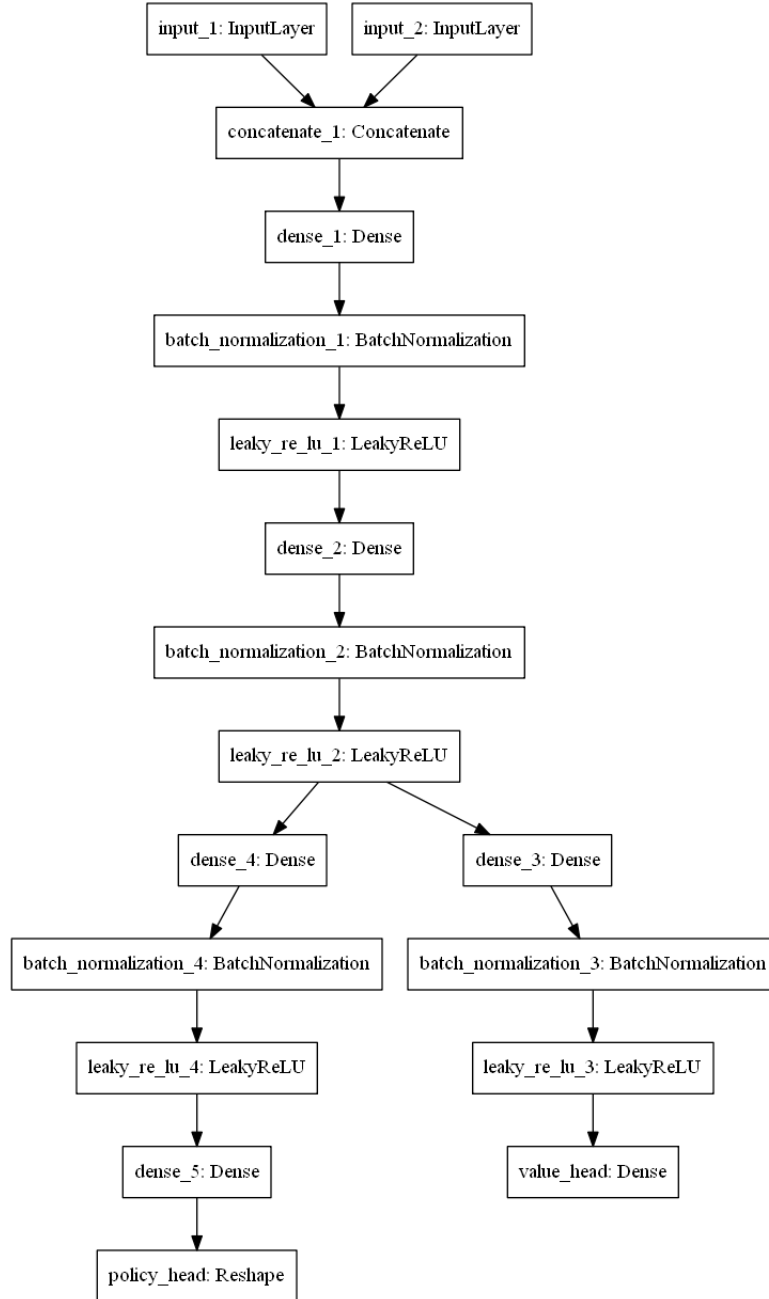 input_1: InputLayer
input_2: InputLayer
concatenate_1: Concatenate
dense_1: Dense
batch_normalization_1: BatchNormalization
leaky_re_lu_1: LeakyReLU
dense_2: Dense
batch_normalization_2: BatchNormalization
leaky_re_lu_2: LeakyReLU
dense_4: Dense
dense_3: Dense
batch_normalization_4: BatchNormalization
batch_normalization_3: BatchNormalization
leaky_re_lu_4: LeakyReLU
leaky_re_lu_3: LeakyReLU
dense_5: Dense
value_head: Dense
policy_head: Reshape